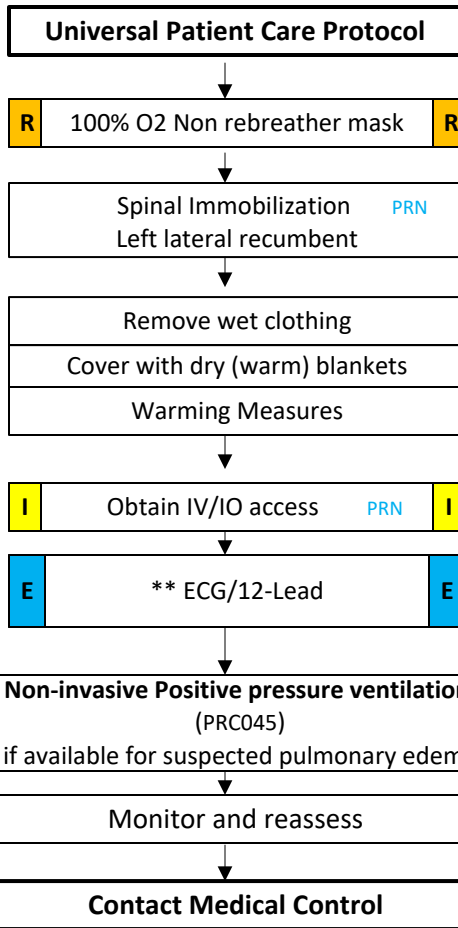 Universal Patient Care Protocol
R 100% O2 Non rebreather mask R
Spinal Immobilization PRN
Left lateral recumbent
Remove wet clothing
Cover with dry (warm) blankets
Warming Measures
I Obtain IV/IO access PRN I
E ** ECG/12-Lead E
Non-invasive Positive pressure ventilation
(PRC045)
if available for suspected pulmonary edem
Monitor and reassess
Contact Medical Control